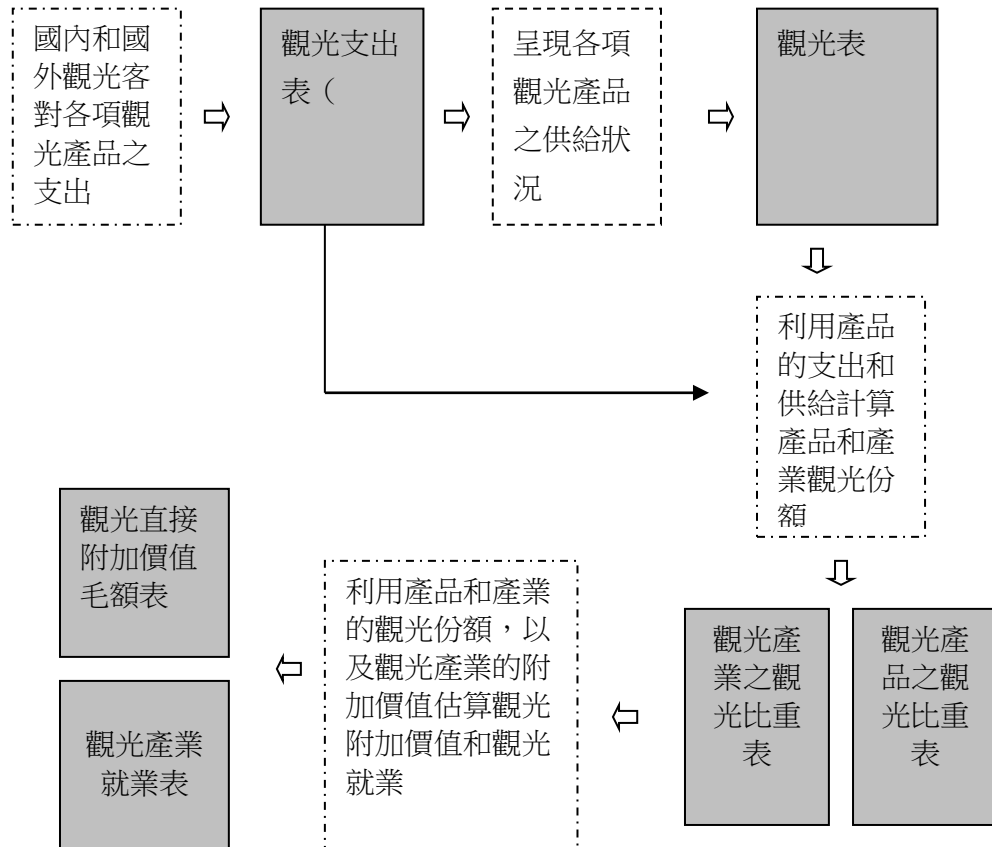 國內和國
外觀光客
對各項觀
光產品之
支出
觀光支出
表（
呈現各項
觀光產品
之供給狀
況
觀光表
利用產品
的支出和
供給計算
產品和產
業觀光份
額
觀光產
業之觀
光比重
表
觀光產
品之觀
光比重
表
利用產品和產業
的觀光份額，以
及觀光產業的附
加價值估算觀光
附加價值和觀光
就業
觀光直接
附加價值
毛額表
觀光產業
就業表